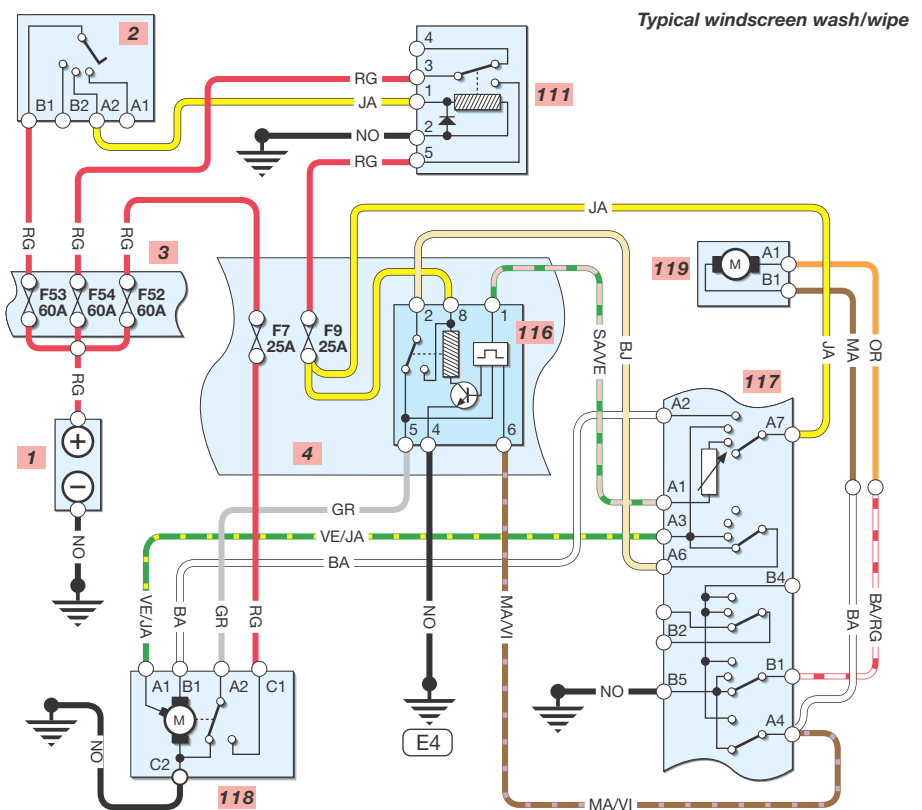 Typical windscreen wash/wipe
2
B1 B2 A2 A1
4
3
1
2
5
111
RG
JA
NO
RG
RG
RG
RG
3
F53
60A
F54
60A
F52
60A
RG
1
NO
F7
25A
F9
25A
4
2 8 1
116
5 4 6
JA
SA/VE
BJ
119
M
A1
B1
MA
OR
JA
117
A2
A7
A1
A3
A6
B4
B2
B5
B1
A4
GR
VE/JA
BA
VE/JA
BA
GR
RG
NO
MA/VI
BA
BA/RG
NO
E4
A1 B1 A2 C1
M
C2
NO
118
MA/VI